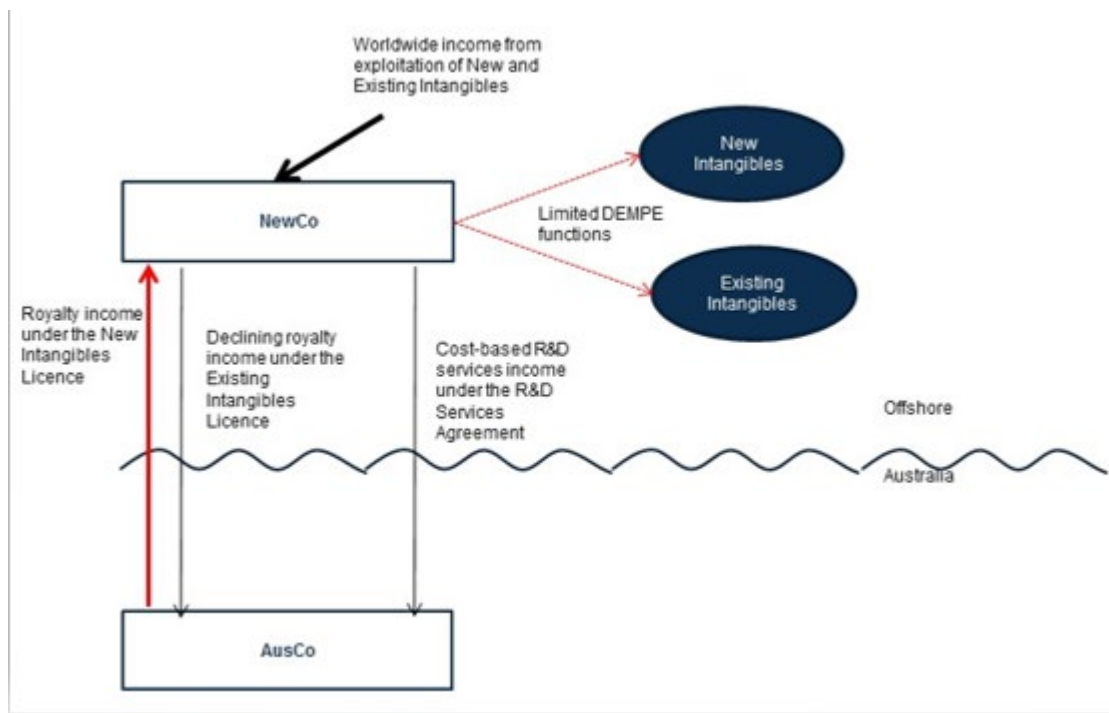 Worldwide income from
exploitation of New and
Existing Intangibles
New
Intangibles
NewCo
Limited DEMPE
functions
Existing
Intangibles
Royalty income
under the New
Intangibles
Licence
Declining royalty
income under the
Existing
Intangibles
Licence
Cost-based R&D
services income
under the R&D
Services
Agreement
Offshore
Australia
AusCo